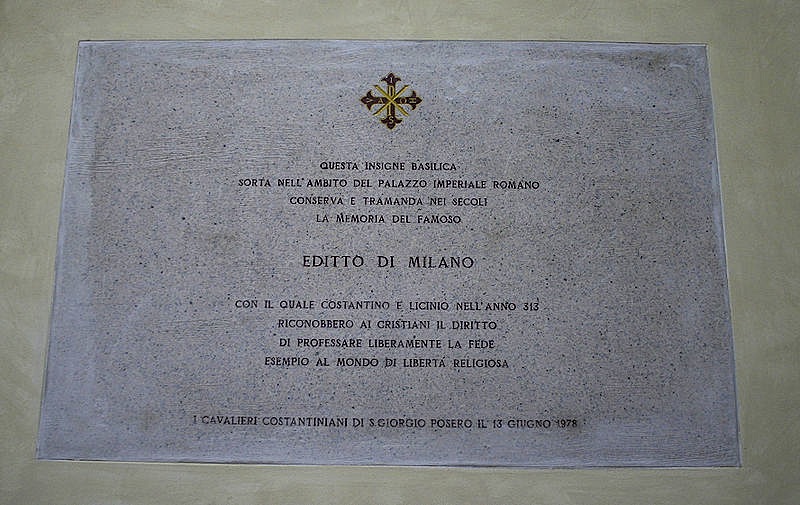 I
V A Ω H
S
QUESTA INSIGNE BASILICA
SORTA NELL'AMBITO DEL PALAZZO IMPERIALE ROMANO
CONSERVA E TRAMANDA NEI SECOLI
LA MEMORIA DEL FAMOSO
EDITTO DI MILANO
CON IL QUALE COSTANTINO E LICINIO NELL'ANNO 313
RICONOBBERO AI CRISTIANI IL DIRITTO
DI PROFESSARE LIBERAMENTE LA FEDE
ESEMPIO AL MONDO DI LIBERTÀ RELIGIOSA
I CAVALIERI COSTANTINIANI DI S.GIORGIO POSERO IL 13 GIUGNO 1978